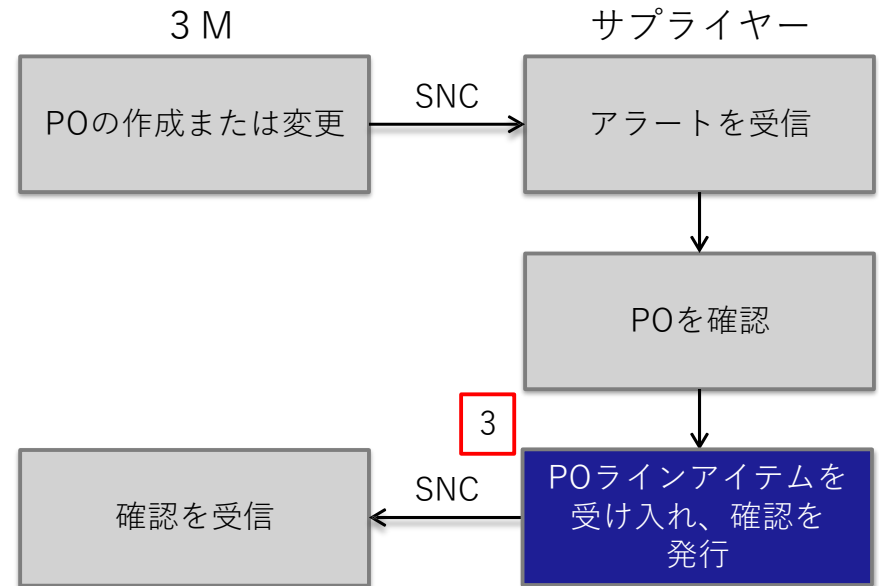 3 M
サプライヤー
POの作成または変更
SNC
アラートを受信
POを確認
3
確認を受信
SNC
POラインアイテムを
受け入れ、確認を
発行